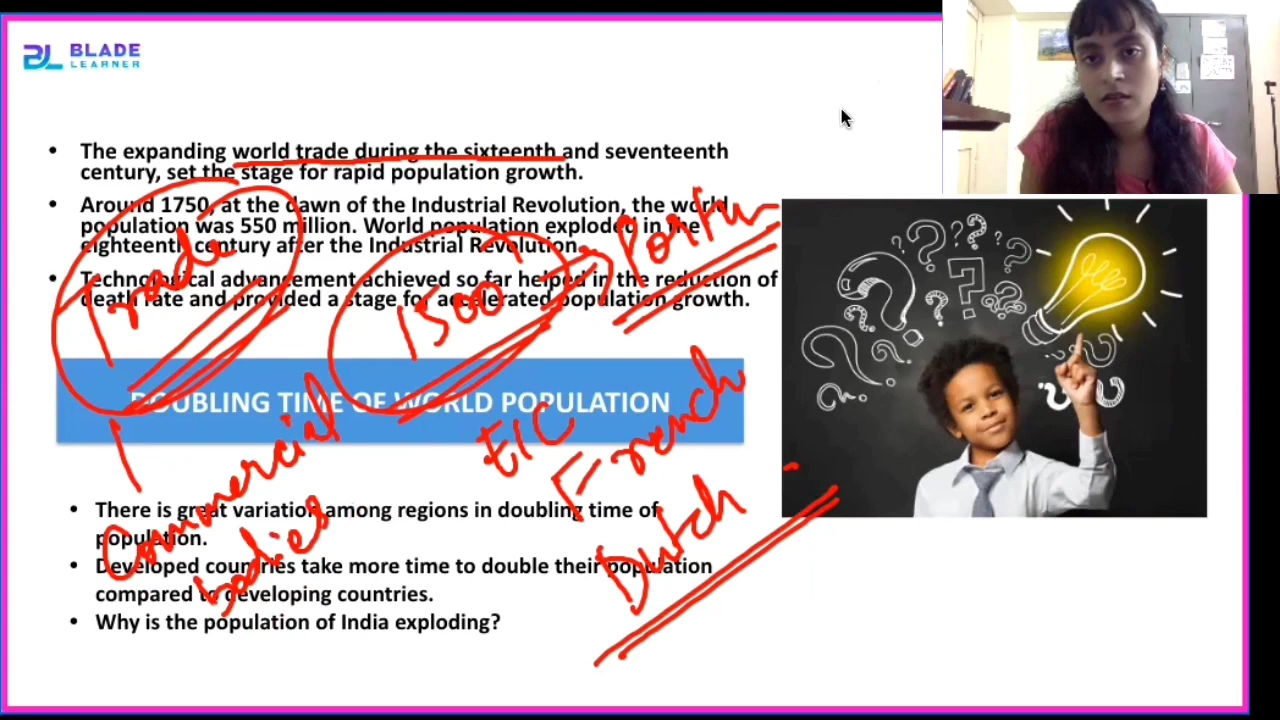 BLADE
LEARNER
• The expanding world trade during the sixteenth and seventeenth
century, set the stage for rapid population growth.
• Around 1750, at the dawn of the Industrial Revolution, the world
population was 550 million. World population exploded in the
eighteenth century after the Industrial Revolution.
• Technological advancement achieved so far helped in the reduction of
death rate and provided a stage for accelerated population growth.
Trade
1500
Portu
DOUBLING TIME OF WORLD POPULATION
Commercial
bodies
EIC
French
Dutch
• There is great variation among regions in doubling time of
population.
• Developed countries take more time to double their population
compared to developing countries.
• Why is the population of India exploding?